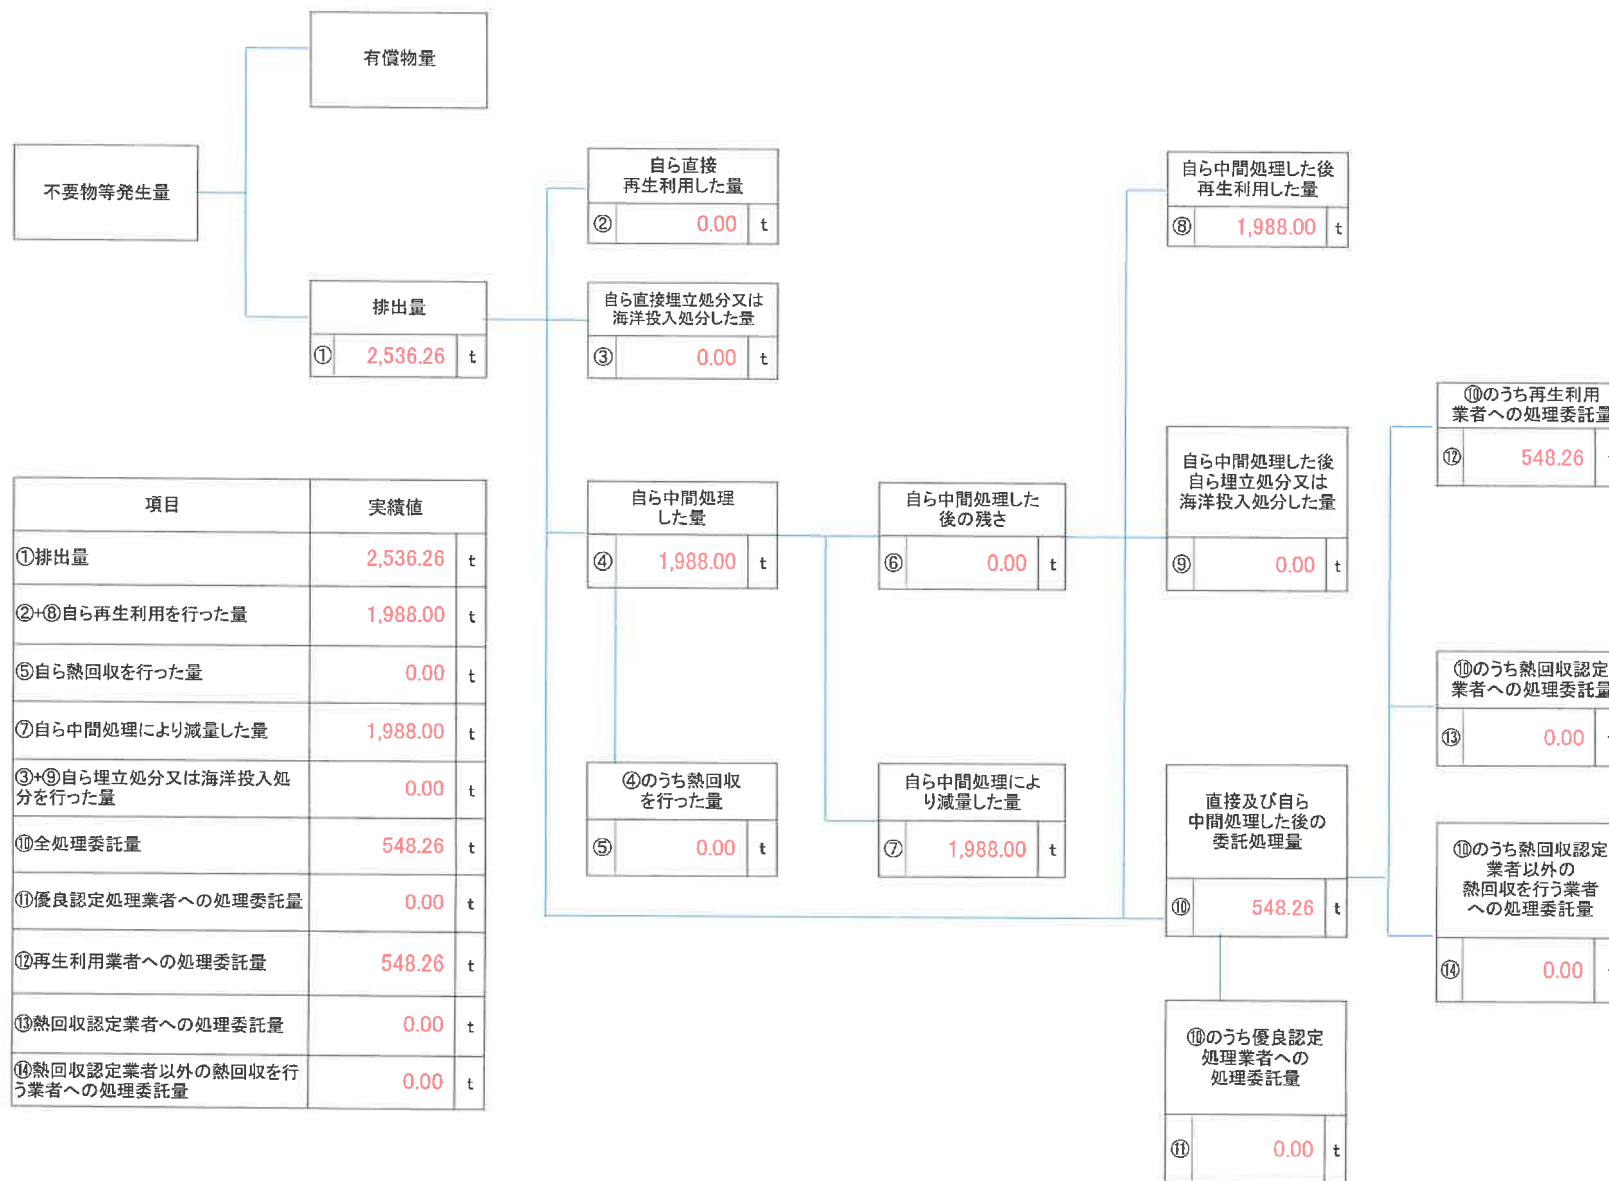 有償物量
不要物等発生量
排出量
① 2,536.26 t
自ら直接
再生利用した量
② 0.00 t
自ら直接埋立処分又は
海洋投入処分した量
③ 0.00 t
自ら中間処理
した量
④ 1,988.00 t
④のうち熱回収
を行った量
⑤ 0.00 t
自ら中間処理した
後の残さ
⑥ 0.00 t
自ら中間処理によ
り減量した量
⑦ 1,988.00 t
自ら中間処理した後
再生利用した量
⑧ 1,988.00 t
自ら中間処理した後
自ら埋立処分又は
海洋投入処分した量
⑨ 0.00 t
直接及び自ら
中間処理した後の
委託処理量
⑩ 548.26 t
⑩のうち優良認定
処理業者への
処理委託量
⑪ 0.00 t
⑩のうち再生利用
業者への処理委託量
⑫ 548.26
⑩のうち熱回収認定
業者への処理委託量
⑬ 0.00
⑩のうち熱回収認定
業者以外の
熱回収を行う業者
への処理委託量
⑭ 0.00
項目 実績値
①排出量 2,536.26 t
②+⑧自ら再生利用を行った量 1,988.00 t
⑤自ら熱回収を行った量 0.00 t
⑦自ら中間処理により減量した量 1,988.00 t
③+⑨自ら埋立処分又は海洋投入処
分を行った量 0.00 t
⑩全処理委託量 548.26 t
⑪優良認定処理業者への処理委託量 0.00 t
⑫再生利用業者への処理委託量 548.26 t
⑬熱回収認定業者への処理委託量 0.00 t
⑭熱回収認定業者以外の熱回収を行
う業者への処理委託量 0.00 t